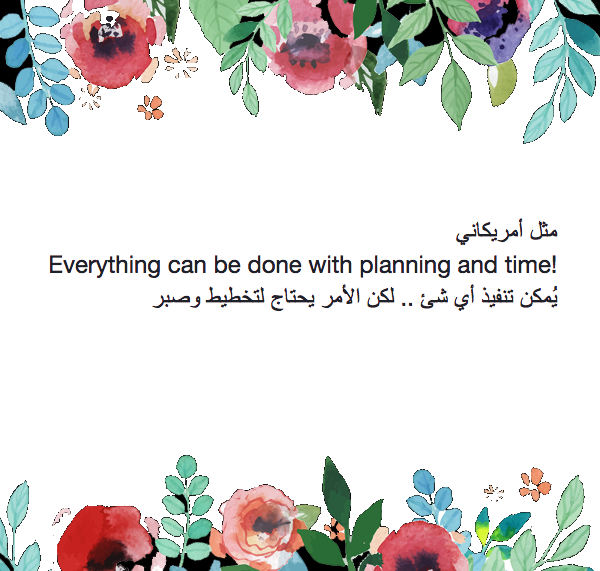 مثل أمريكاني
Everything can be done with planning and time!
يُمكن تنفيذ أي شئ .. لكن الأمر يحتاج لتخطيط وصبر